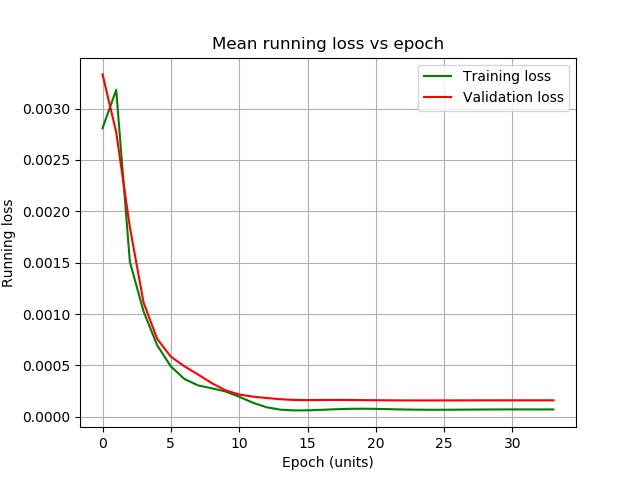 Mean running loss vs epoch
Training loss
Validation loss
0.0030
0.0025
0.0020
0.0015
0.0010
0.0005
0.0000
Running loss
0 5 10 15 20 25 30
Epoch (units)